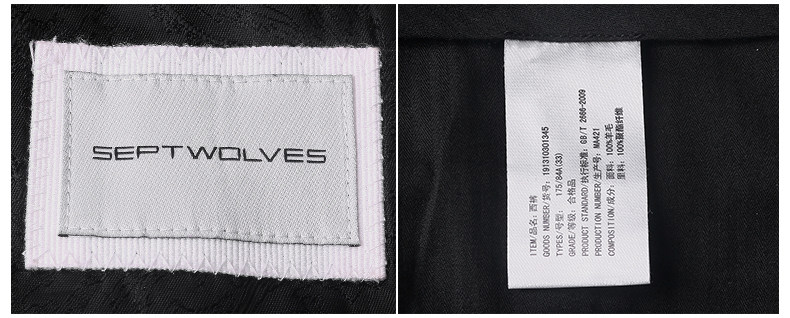 SEPTWOLVES
ITEM/品名: 西裤
GOODS NUMBER/货号: 191310301345
TYPES/号型: 175/84A(33)
GRADE/等级: 合格品
PRODUCT STANDARD/执行标准: GB/T 2666-2009
PRODUCTION NUMBER/生产号: MA421
COMPOSITION/成分: 面料: 100%羊毛
里料: 100%聚酯纤维